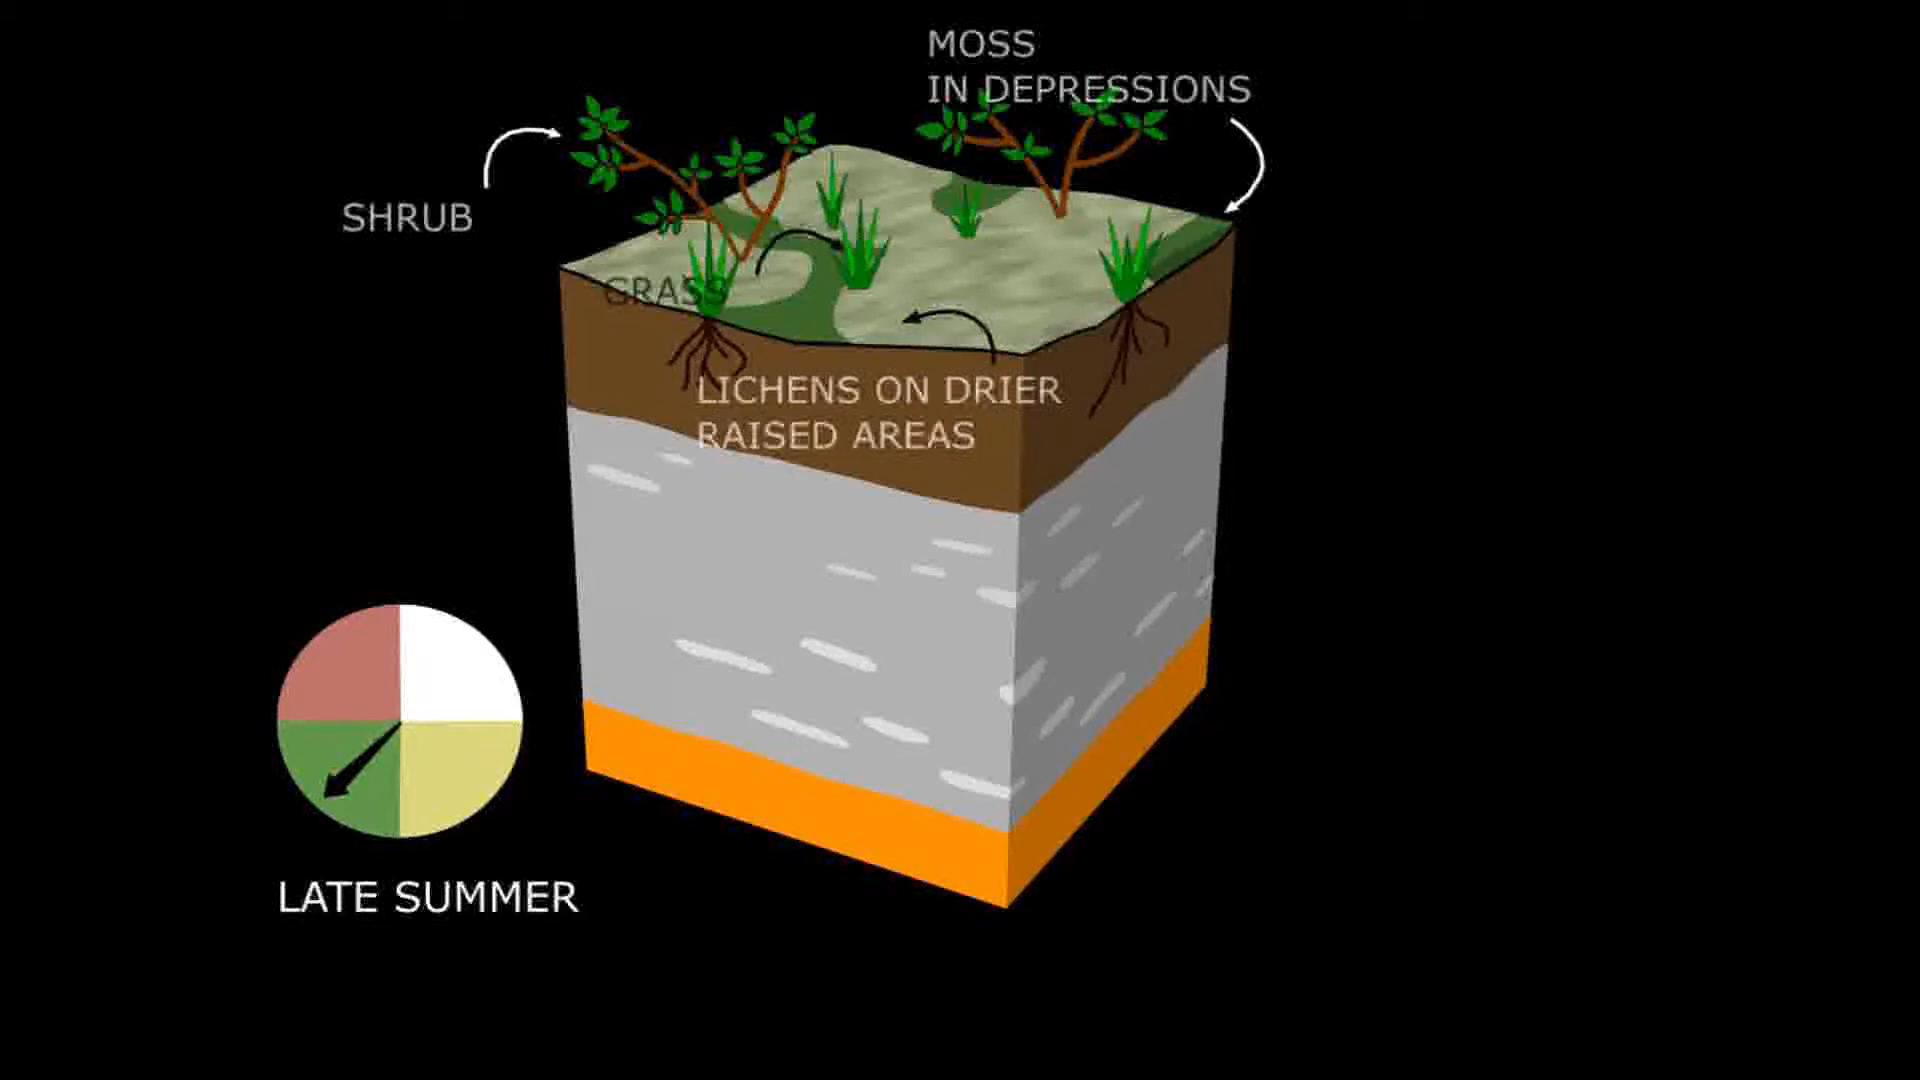 MOSS
IN DEPRESSIONS
SHRUB
GRASS
LICHENS ON DRIER
RAISED AREAS
LATE SUMMER